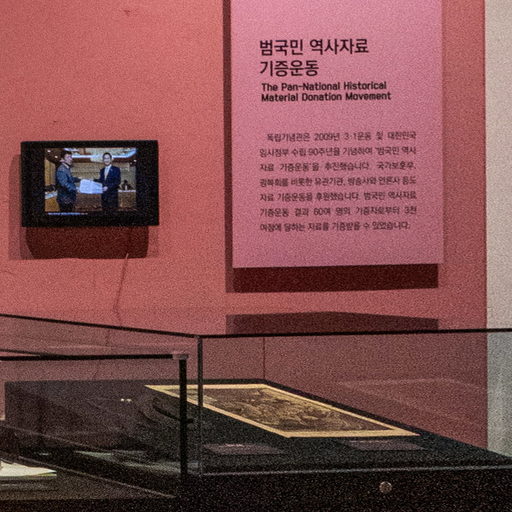 범국민 역사자료
기증운동
The Pan-National Historical
Material Donation Movement
독립기념관은 2009년 3·1운동 및 대한민국
임시정부 수립 90주년을 기념하여 '범국민 역사
자료 기증운동'을 추진했습니다. 국가보훈부,
광복회를 비롯한 유관기관, 방송사와 언론사 등도
자료 기증운동을 후원했습니다. 범국민 역사자료
기증운동 결과 60여 명의 기증자로부터 3천
여점에 달하는 자료를 기증받을 수 있었습니다.